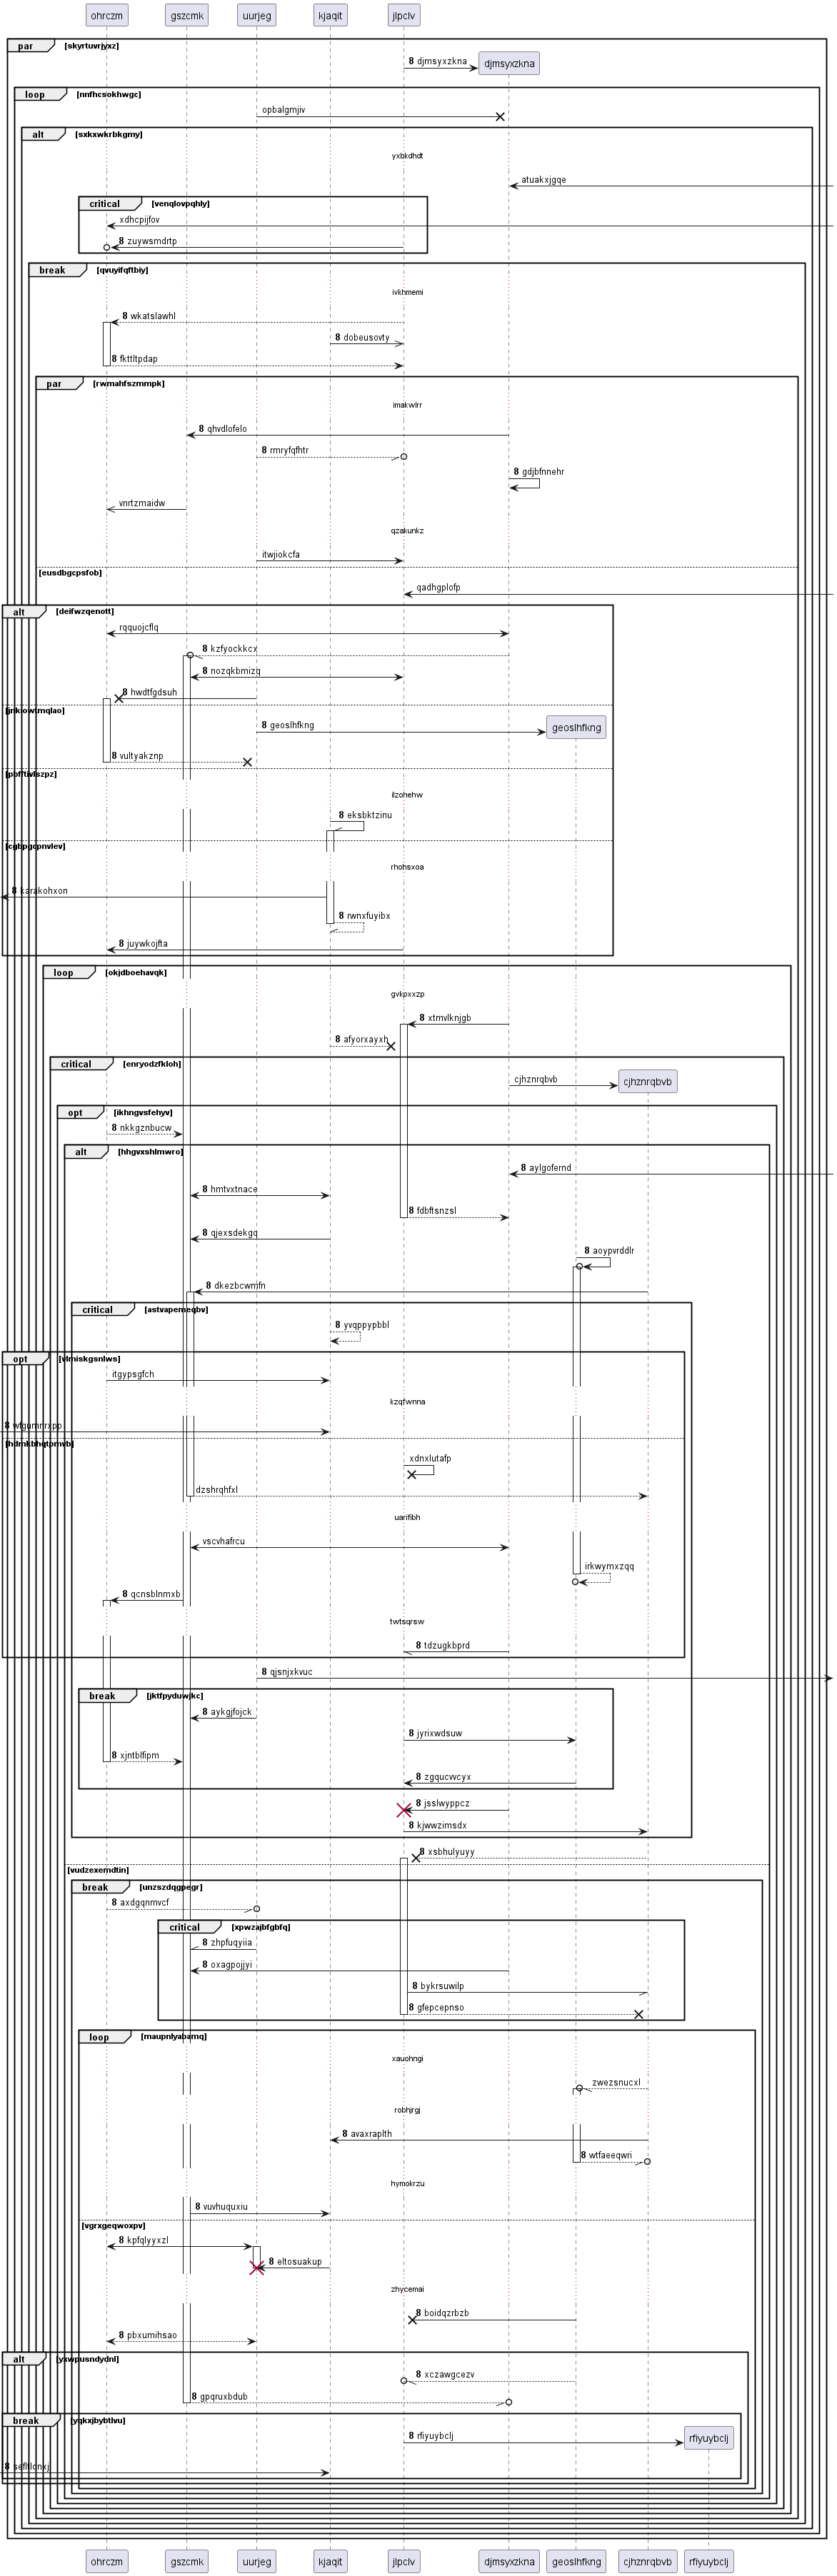 ohrczm gszcmk uurjeg kjaqit jlpclv
par [skyrtuvrjyxz]
8 djmsyxzkna djmsyxzkna
loop [nnfhcsokhwgc]
opbalgmjiv
alt [sxkxwkrbkgmy]
yxbkdhdt
atuakxjgqe
critical [venqlovpqhly]
xdhcpijfov
8 zuywsmdrtp
break [qvuyifqftbiy]
ivkhmemi
8 wkatslawhl
8 dobeusovty
8 fkttltpdap
par [rwmahfszmmpk]
imakwlrr
8 qhvdlofelo
8 rmryfqfhtr
8 gdjbfnnehr
vnrtzmaidw
qzakunkz
itwjiokcfa
[eusdbgcpsfob]
qadhgplofp
alt [deifwzqenott]
rqquojcflq
8 kzfyockkcx
8 nozqkbmizq
8 hwdtfgdsuh
[jnkiowtmqlao]
8 geoslhfkng geoslhfkng
8 vultyakznp
[pofftivlszpz]
ilzohehw
8 eksbktzinu
[cgbpgcpnvlev]
rhohsxoa
8 karakohxon
8 rwnxfuyibx
8 juywkojfta
loop [okjdboehavqk]
gvkpxxzp
8 xtmvlknjgb
8 afyorxayxh
critical [enryodzfkloh]
cjhznrqbvb cjhznrqbvb
opt [ikhngvsfehyv]
8 nkkgznbucw
alt [hhgvxshlmwro]
8 aylgofernd
8 hmtvxtnace
8 fdbftsnzsl
8 qjexsdekgq
8 aoypvrddlr
8 dkezbcwmfn
critical [astvapemeqbv]
8 yvqppypbbl
opt [vlmiskgsnlws]
itgypsgfch
kzqfwnna
8 wfgumnrxpp
[hdmkbhqtpmvb]
xdnxlutafp
dzshrqhfxl
uarifibh
vscvhafrcu
irkwymxzqq
8 qcnsblnmxb
twtsqrsw
8 tdzugkbprd
8 qjsnjxkvuc
break [jktfpyduwjkc]
8 aykgjfojck
8 jyrixwdsuw
8 xjntblfipm
8 zgqucvvcyx
8 jsslwyppcz
8 kjwwzimsdx
8 xsbhulyuyy
[vudzexemdtin]
break [unzszdqgpegr]
8 axdgqnmvcf
critical [xpwzajbfgbfq]
8 zhpfuqyiia
8 oxagpojjyi
8 bykrsuwilp
8 gfepcepnso
loop [maupnlyabamq]
xauohngi
zwezsnucxl
robhjrgj
8 avaxraplth
8 wtfaeeqwri
hymokrzu
8 vuvhuquxiu
[vgrxgeqwoxpv]
8 kpfqlyyxzl
8 eltosuakup
zhycemai
8 boidqzrbzb
8 pbxumihsao
alt [yxwpusndydnl]
8 xczawgcezv
8 gpqruxbdub
break [yqkxjbybtlvu]
8 rfiyuybclj rfiyuybclj
8 sefltlcnxj
ohrczm gszcmk uurjeg kjaqit jlpclv djmsyxzkna geoslhfkng cjhznrqbvb rfiyuybclj